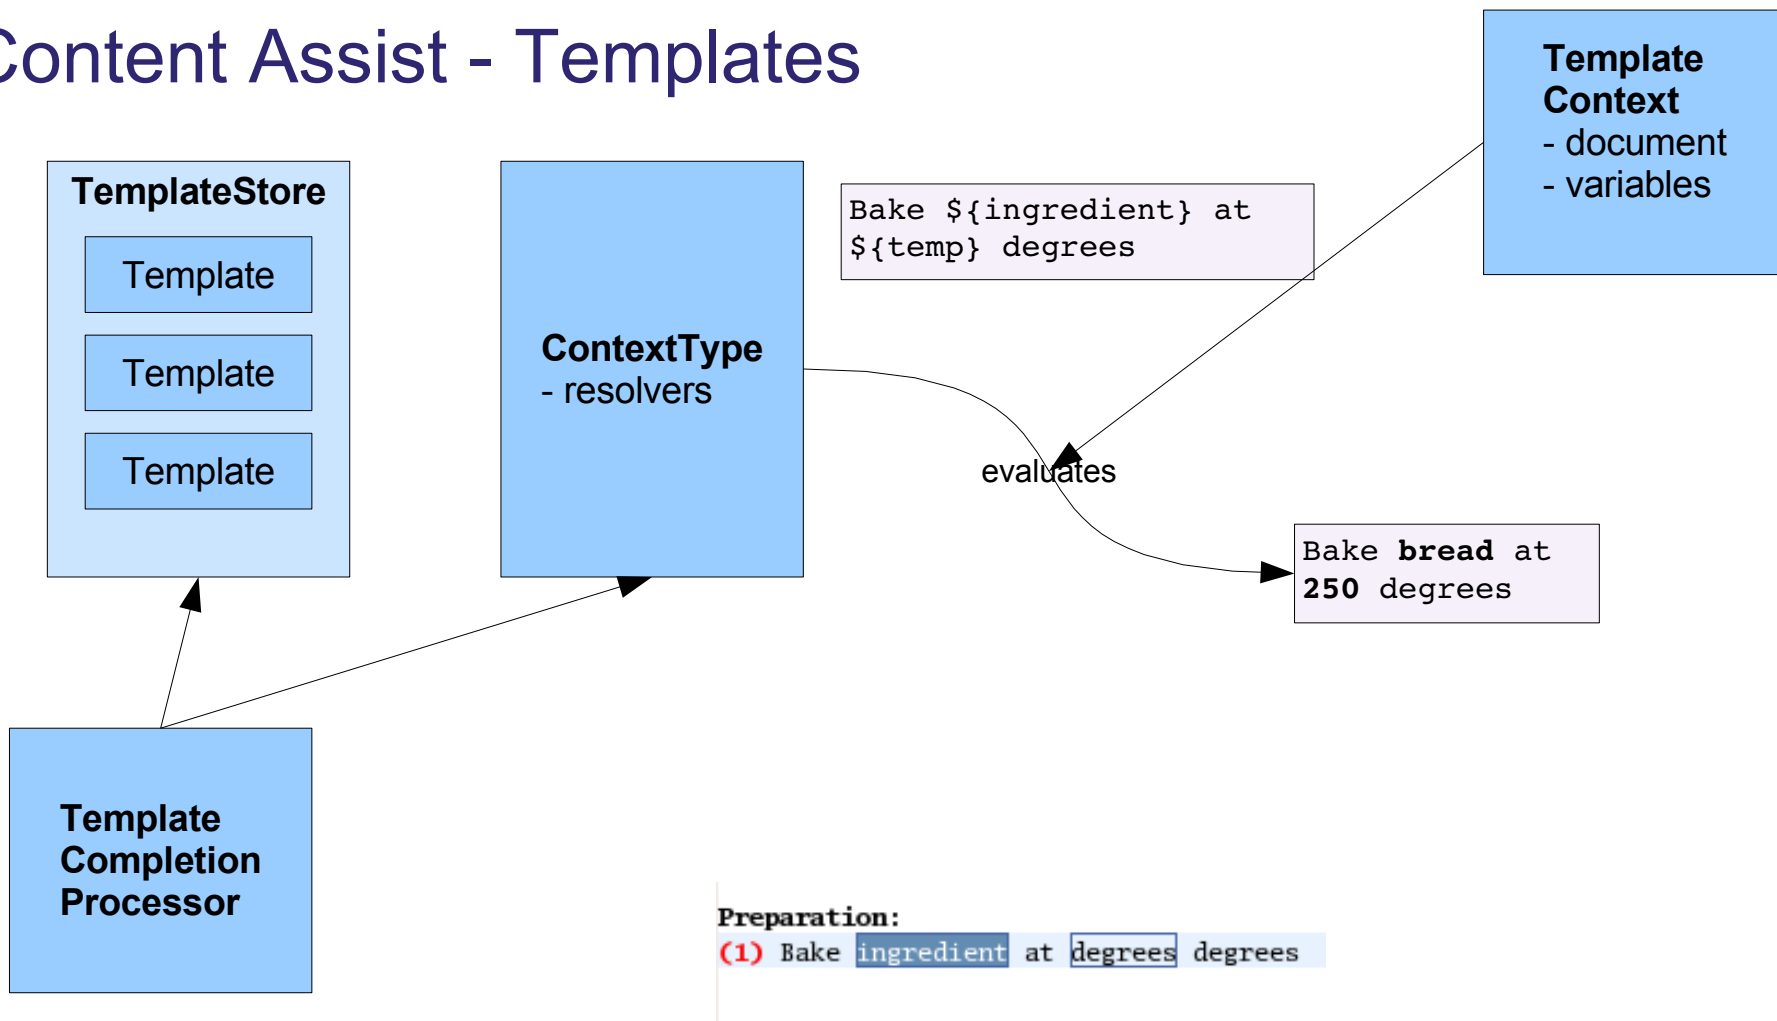 Content Assist - Templates
Template
Context
- document
- variables
TemplateStore
Template
Template
Template
ContextType
- resolvers
Bake ${ingredient} at
${temp} degrees
evaluates
Bake bread at
250 degrees
Template
Completion
Processor
Preparation:
(1) Bake ingredient at degrees degrees